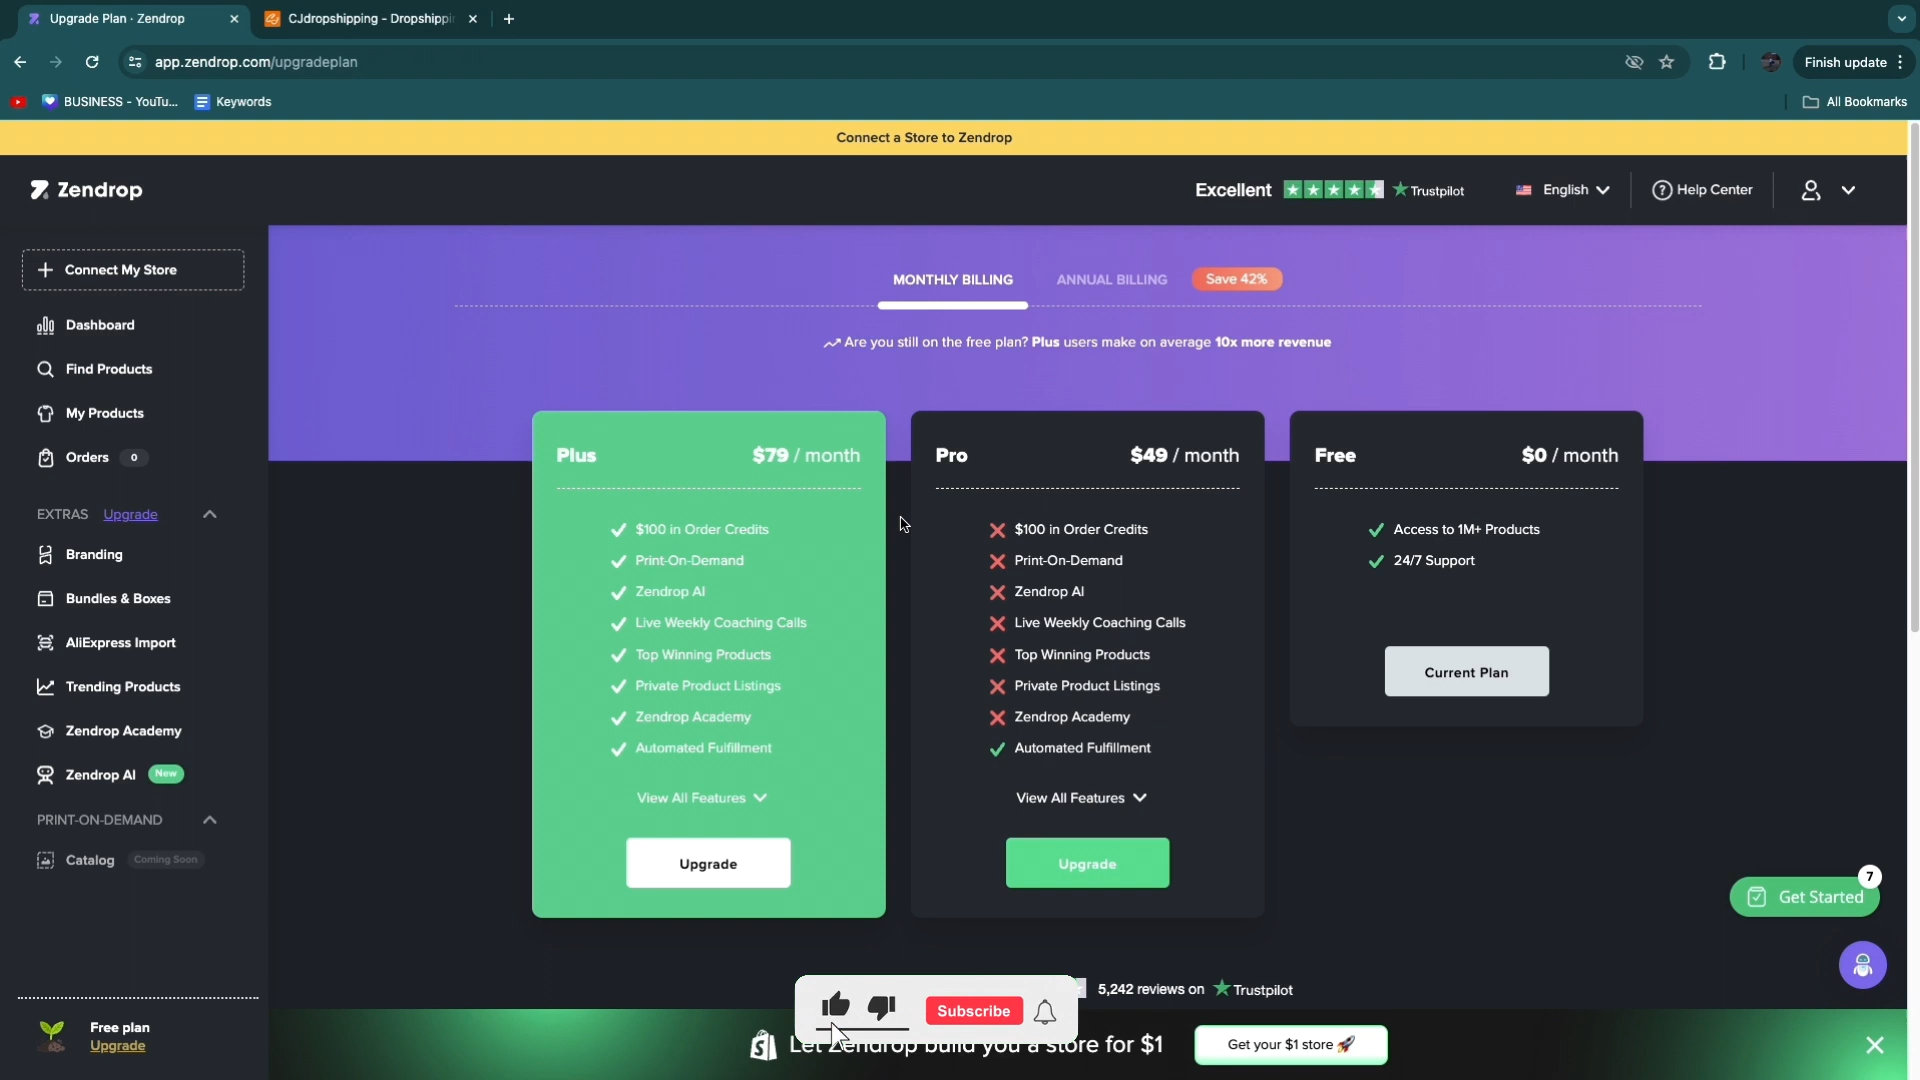 Upgrade Plan · Zendrop
CJdropshipping - Dropshippi
app.zendrop.com/upgradeplan
Finish update
BUSINESS - YouTu...
Keywords
All Bookmarks
Connect a Store to Zendrop
Zendrop
Excellent
Trustpilot
English
Help Center
Connect My Store
Dashboard
Find Products
My Products
Orders 0
EXTRAS Upgrade
Branding
Bundles & Boxes
AliExpress Import
Trending Products
Zendrop Academy
Zendrop AI New
PRINT-ON-DEMAND
Catalog Coming Soon
Free plan
Upgrade
MONTHLY BILLING
ANNUAL BILLING
Save 42%
Are you still on the free plan? Plus users make on average 10x more revenue
Plus $79 / month
$100 in Order Credits
Print-On-Demand
Zendrop AI
Live Weekly Coaching Calls
Top Winning Products
Private Product Listings
Zendrop Academy
Automated Fulfillment
View All Features
Upgrade
Pro $49 / month
$100 in Order Credits
Print-On-Demand
Zendrop AI
Live Weekly Coaching Calls
Top Winning Products
Private Product Listings
Zendrop Academy
Automated Fulfillment
View All Features
Upgrade
Free $0 / month
Access to 1M+ Products
24/7 Support
Current Plan
7
Get Started
5,242 reviews on Trustpilot
Subscribe
Let Zendrop build you a store for $1
Get your $1 store